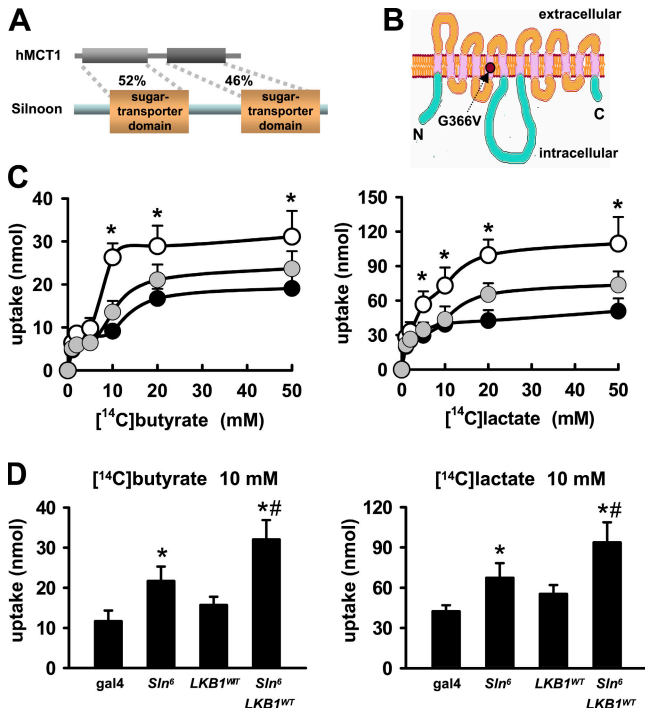 A
hMCT1
52%
46%
Silnoon
sugar-
transporter
domain
sugar-
transporter
domain
B
extracellular
G366V
N
C
intracellular
C
uptake (nmol)
40
30
20
10
0
*
*
*
0 10 20 30 40 50
[¹⁴C]butyrate (mM)
uptake (nmol)
150
120
90
60
30
0
*
*
*
*
0 10 20 30 40 50
[¹⁴C]lactate (mM)
D
[¹⁴C]butyrate 10 mM
uptake (nmol)
40
30
20
10
0
*
*#
gal4
Sln⁶
LKB1ᵂᵀ
Sln⁶
LKB1ᵂᵀ
[¹⁴C]lactate 10 mM
uptake (nmol)
120
90
60
30
0
*
*#
gal4
Sln⁶
LKB1ᵂᵀ
Sln⁶
LKB1ᵂᵀ